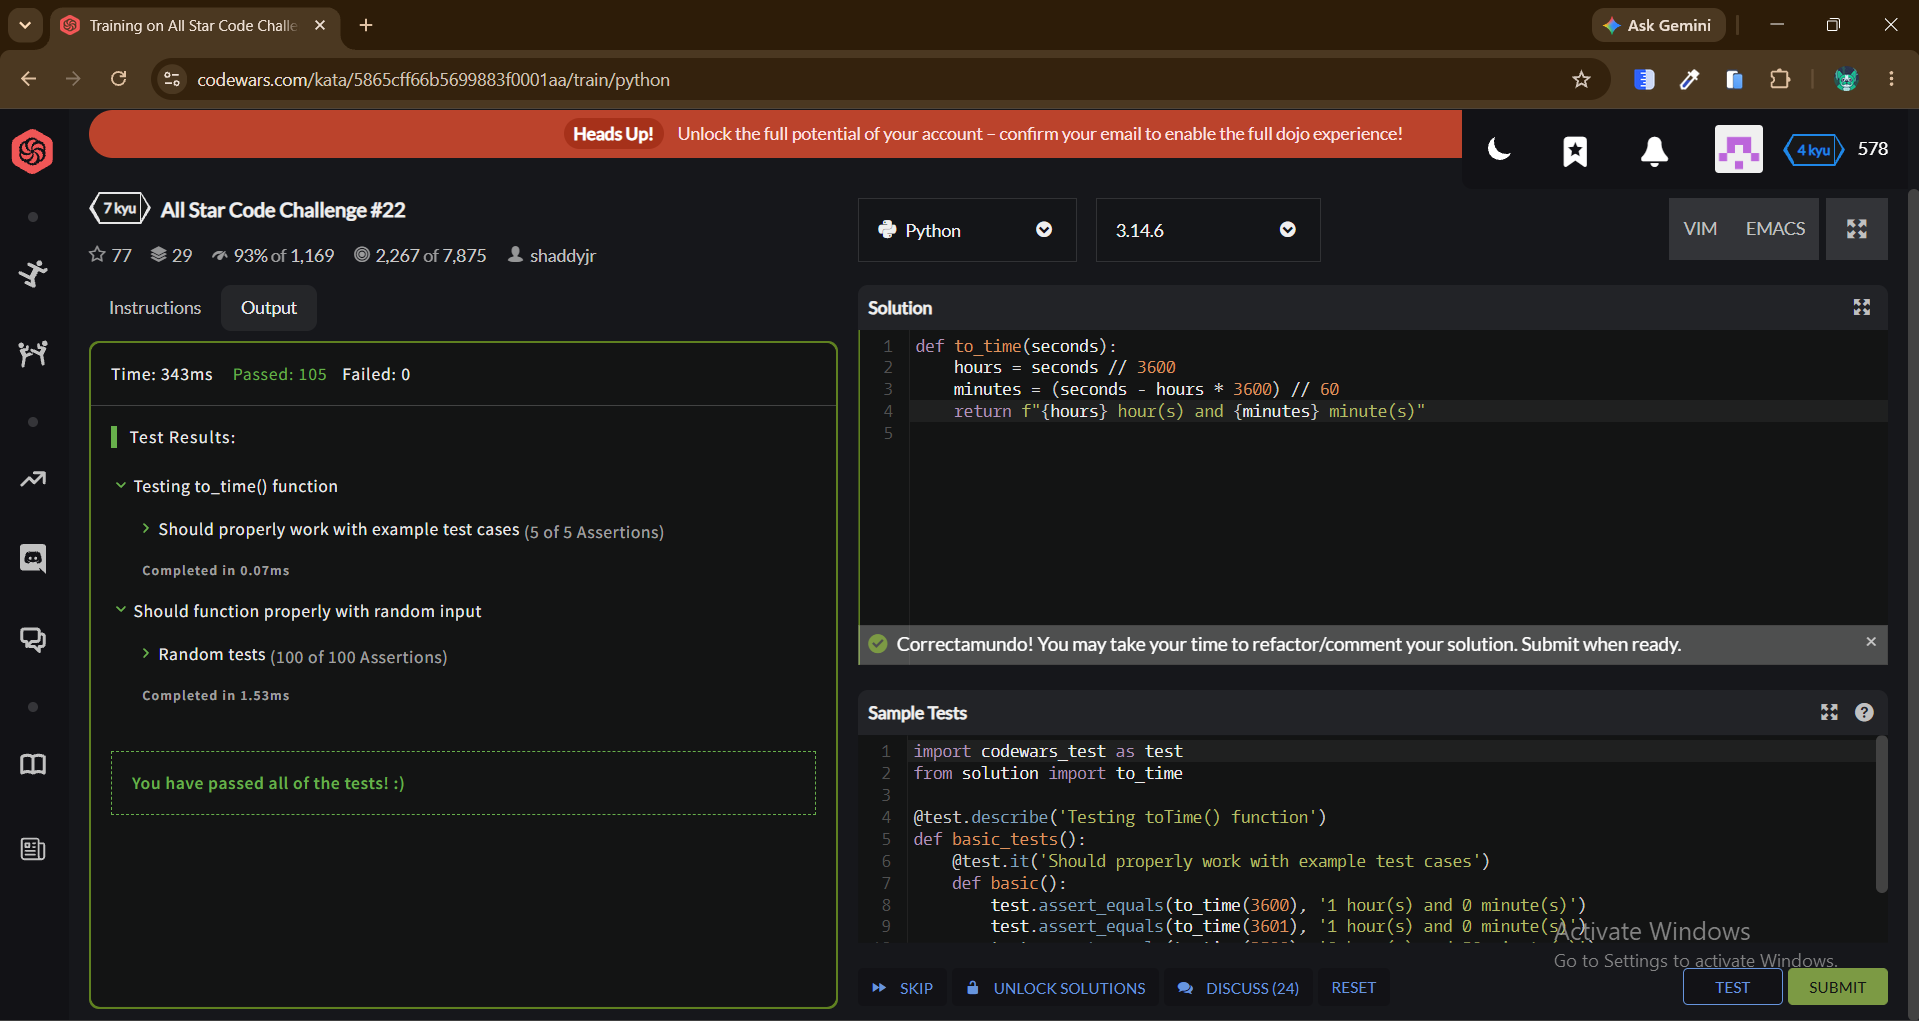 Training on All Star Code Challe
Ask Gemini
codewars.com/kata/5865cff66b5699883f0001aa/train/python
Heads Up! Unlock the full potential of your account – confirm your email to enable the full dojo experience!
4 kyu 578
7 kyu All Star Code Challenge #22
77 29 93% of 1,169 2,267 of 7,875 shaddyjr
Python
3.14.6
VIM EMACS
Instructions Output
Time: 343ms Passed: 105 Failed: 0
Test Results:
Testing to_time() function
Should properly work with example test cases (5 of 5 Assertions)
Completed in 0.07ms
Should function properly with random input
Random tests (100 of 100 Assertions)
Completed in 1.53ms
You have passed all of the tests! :)
Solution
1 def to_time(seconds):
2     hours = seconds // 3600
3     minutes = (seconds - hours * 3600) // 60
4     return f"{hours} hour(s) and {minutes} minute(s)"
5
Correctamundo! You may take your time to refactor/comment your solution. Submit when ready.
Sample Tests
1 import codewars_test as test
2 from solution import to_time
3
4 @test.describe('Testing toTime() function')
5 def basic_tests():
6     @test.it('Should properly work with example test cases')
7     def basic():
8         test.assert_equals(to_time(3600), '1 hour(s) and 0 minute(s)')
9         test.assert_equals(to_time(3601), '1 hour(s) and 0 minute(s)')
Activate Windows
Go to Settings to activate Windows.
SKIP UNLOCK SOLUTIONS DISCUSS (24) RESET TEST SUBMIT